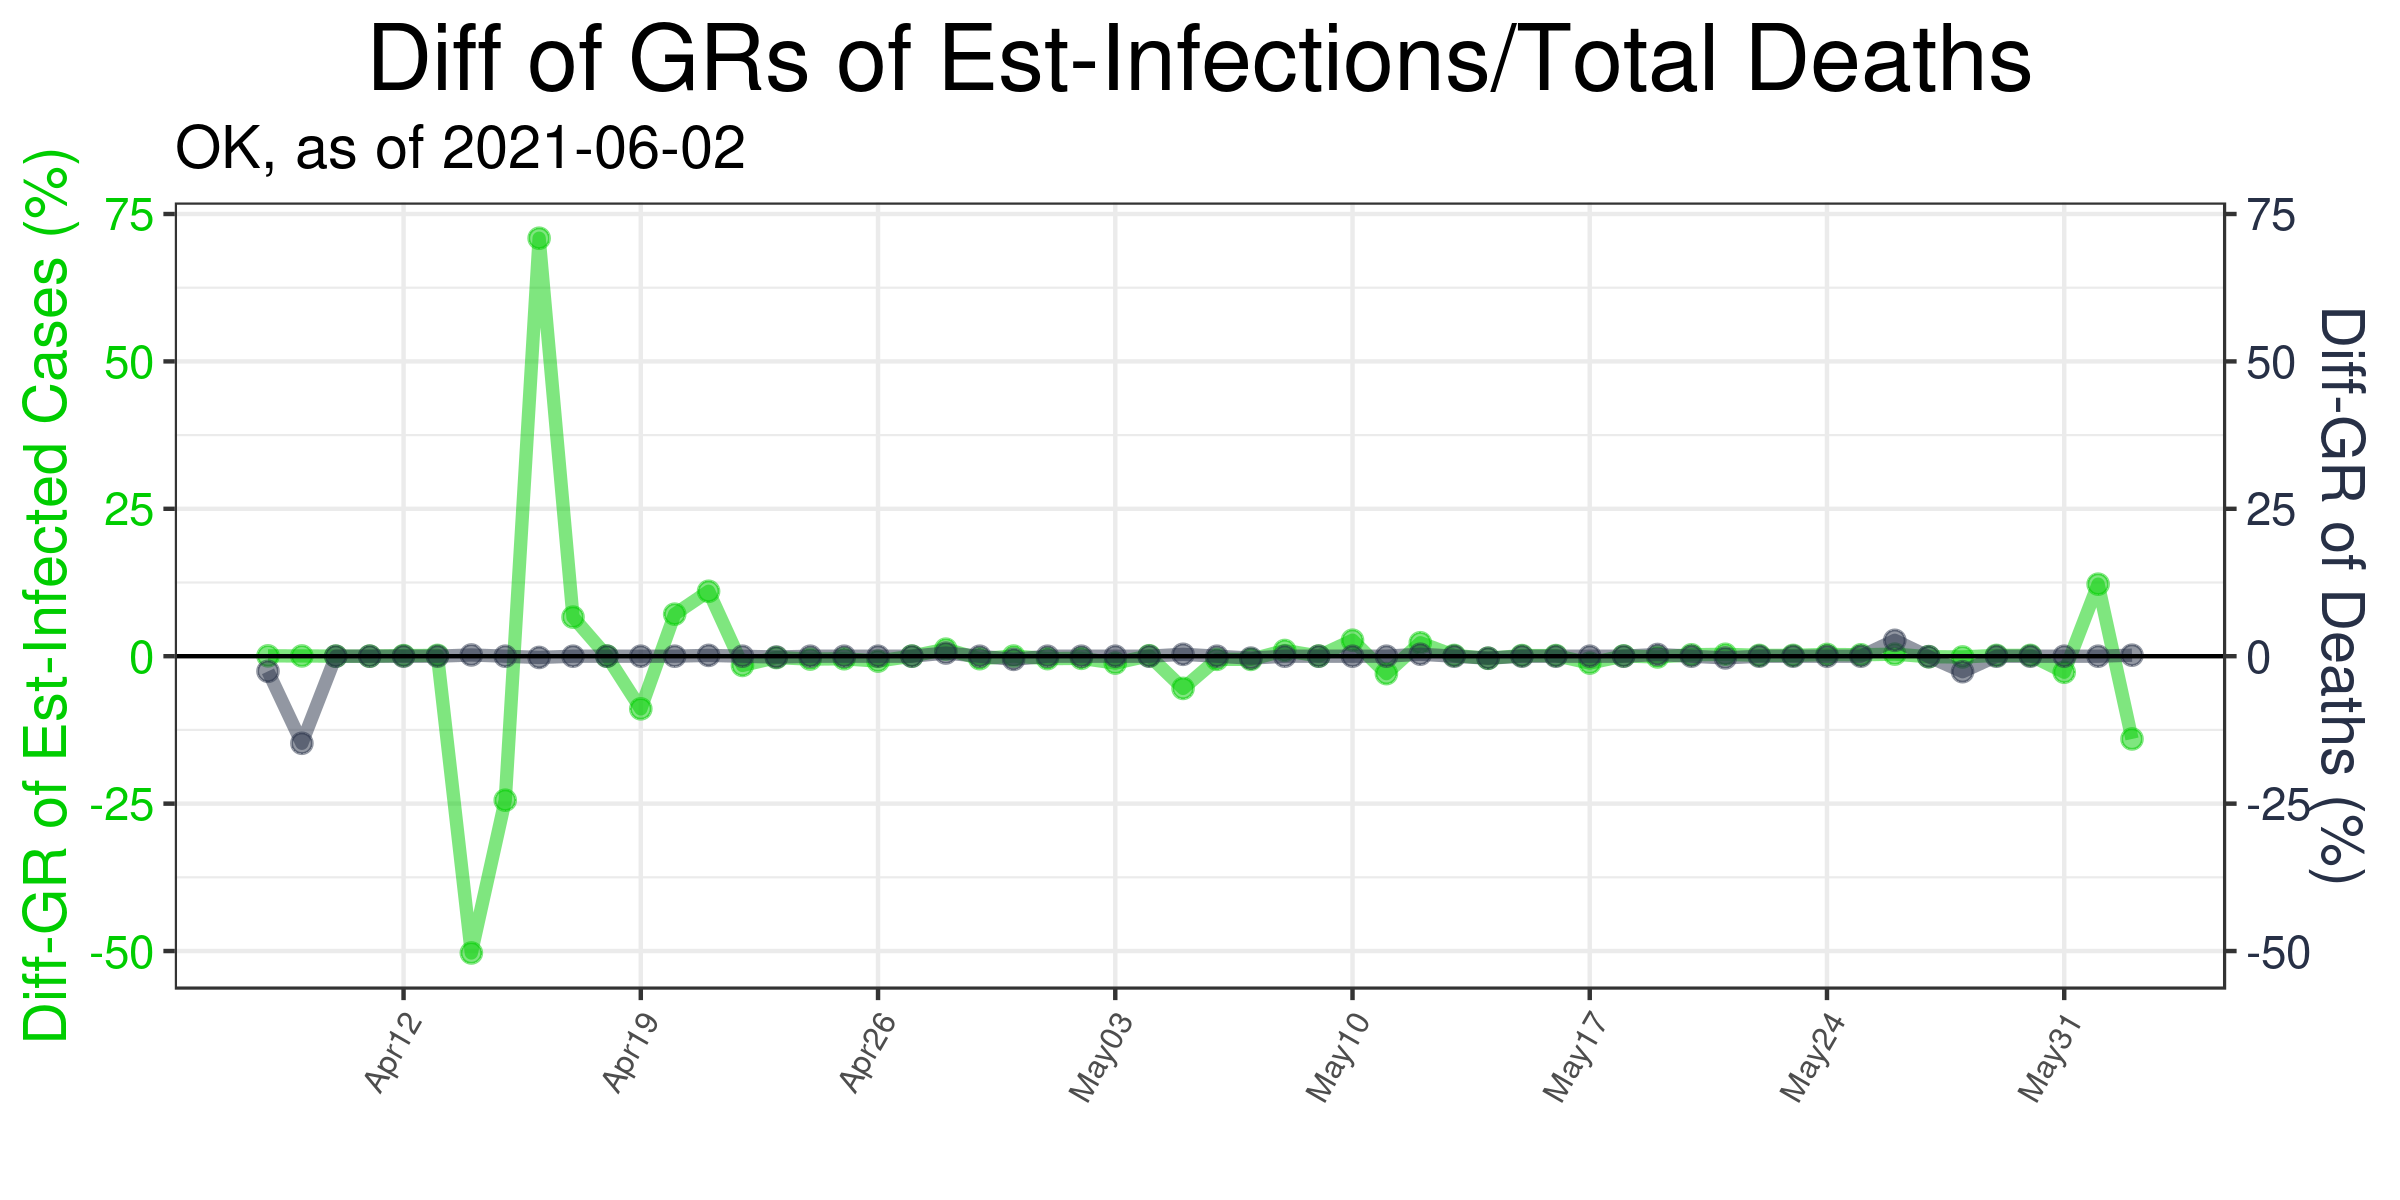 Diff of GRs of Est-Infections/Total Deaths
OK, as of 2021-06-02
Diff-GR of Est-Infected Cases (%)
75
50
25
0
-25
-50
75
50
25
0
-25
-50
Diff-GR of Deaths (%)
Apr12
Apr19
Apr26
May03
May10
May17
May24
May31